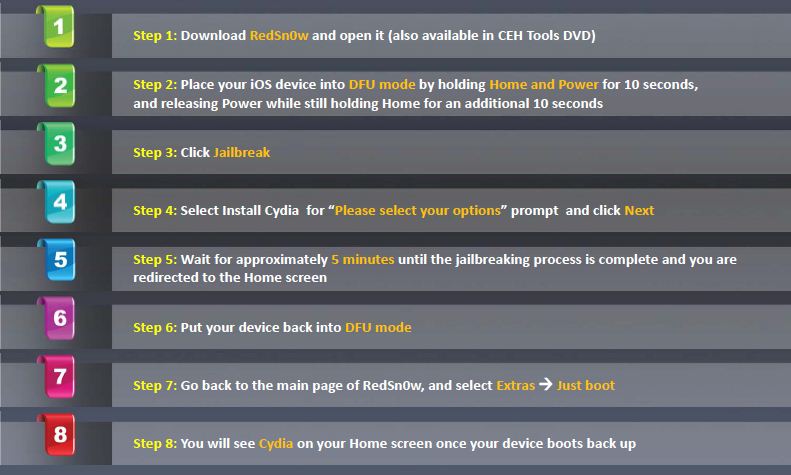 1
Step 1: Download RedSn0w and open it (also available in CEH Tools DVD)
2
Step 2: Place your iOS device into DFU mode by holding Home and Power for 10 seconds,
and releasing Power while still holding Home for an additional 10 seconds
3
Step 3: Click Jailbreak
4
Step 4: Select Install Cydia for “Please select your options” prompt and click Next
5
Step 5: Wait for approximately 5 minutes until the jailbreaking process is complete and you are
redirected to the Home screen
6
Step 6: Put your device back into DFU mode
7
Step 7: Go back to the main page of RedSn0w, and select Extras → Just boot
8
Step 8: You will see Cydia on your Home screen once your device boots back up